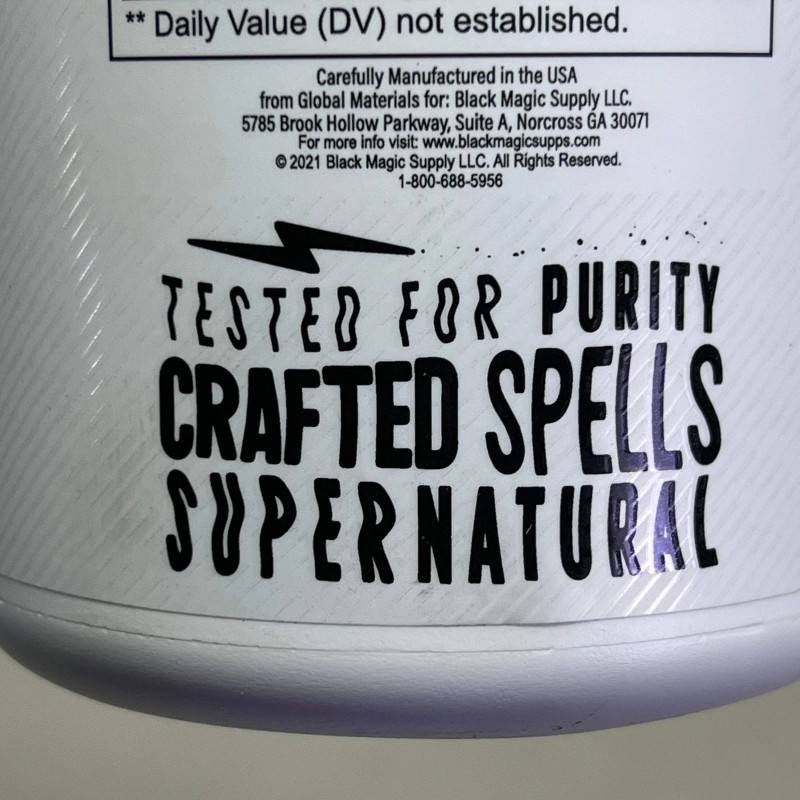 ** Daily Value (DV) not established.
Carefully Manufactured in the USA
from Global Materials for: Black Magic Supply LLC.
5785 Brook Hollow Parkway, Suite A, Norcross GA 30071
For more info visit: www.blackmagicsupps.com
© 2021 Black Magic Supply LLC. All Rights Reserved.
1-800-688-5956
TESTED FOR PURITY
CRAFTED SPELLS
SUPERNATURAL